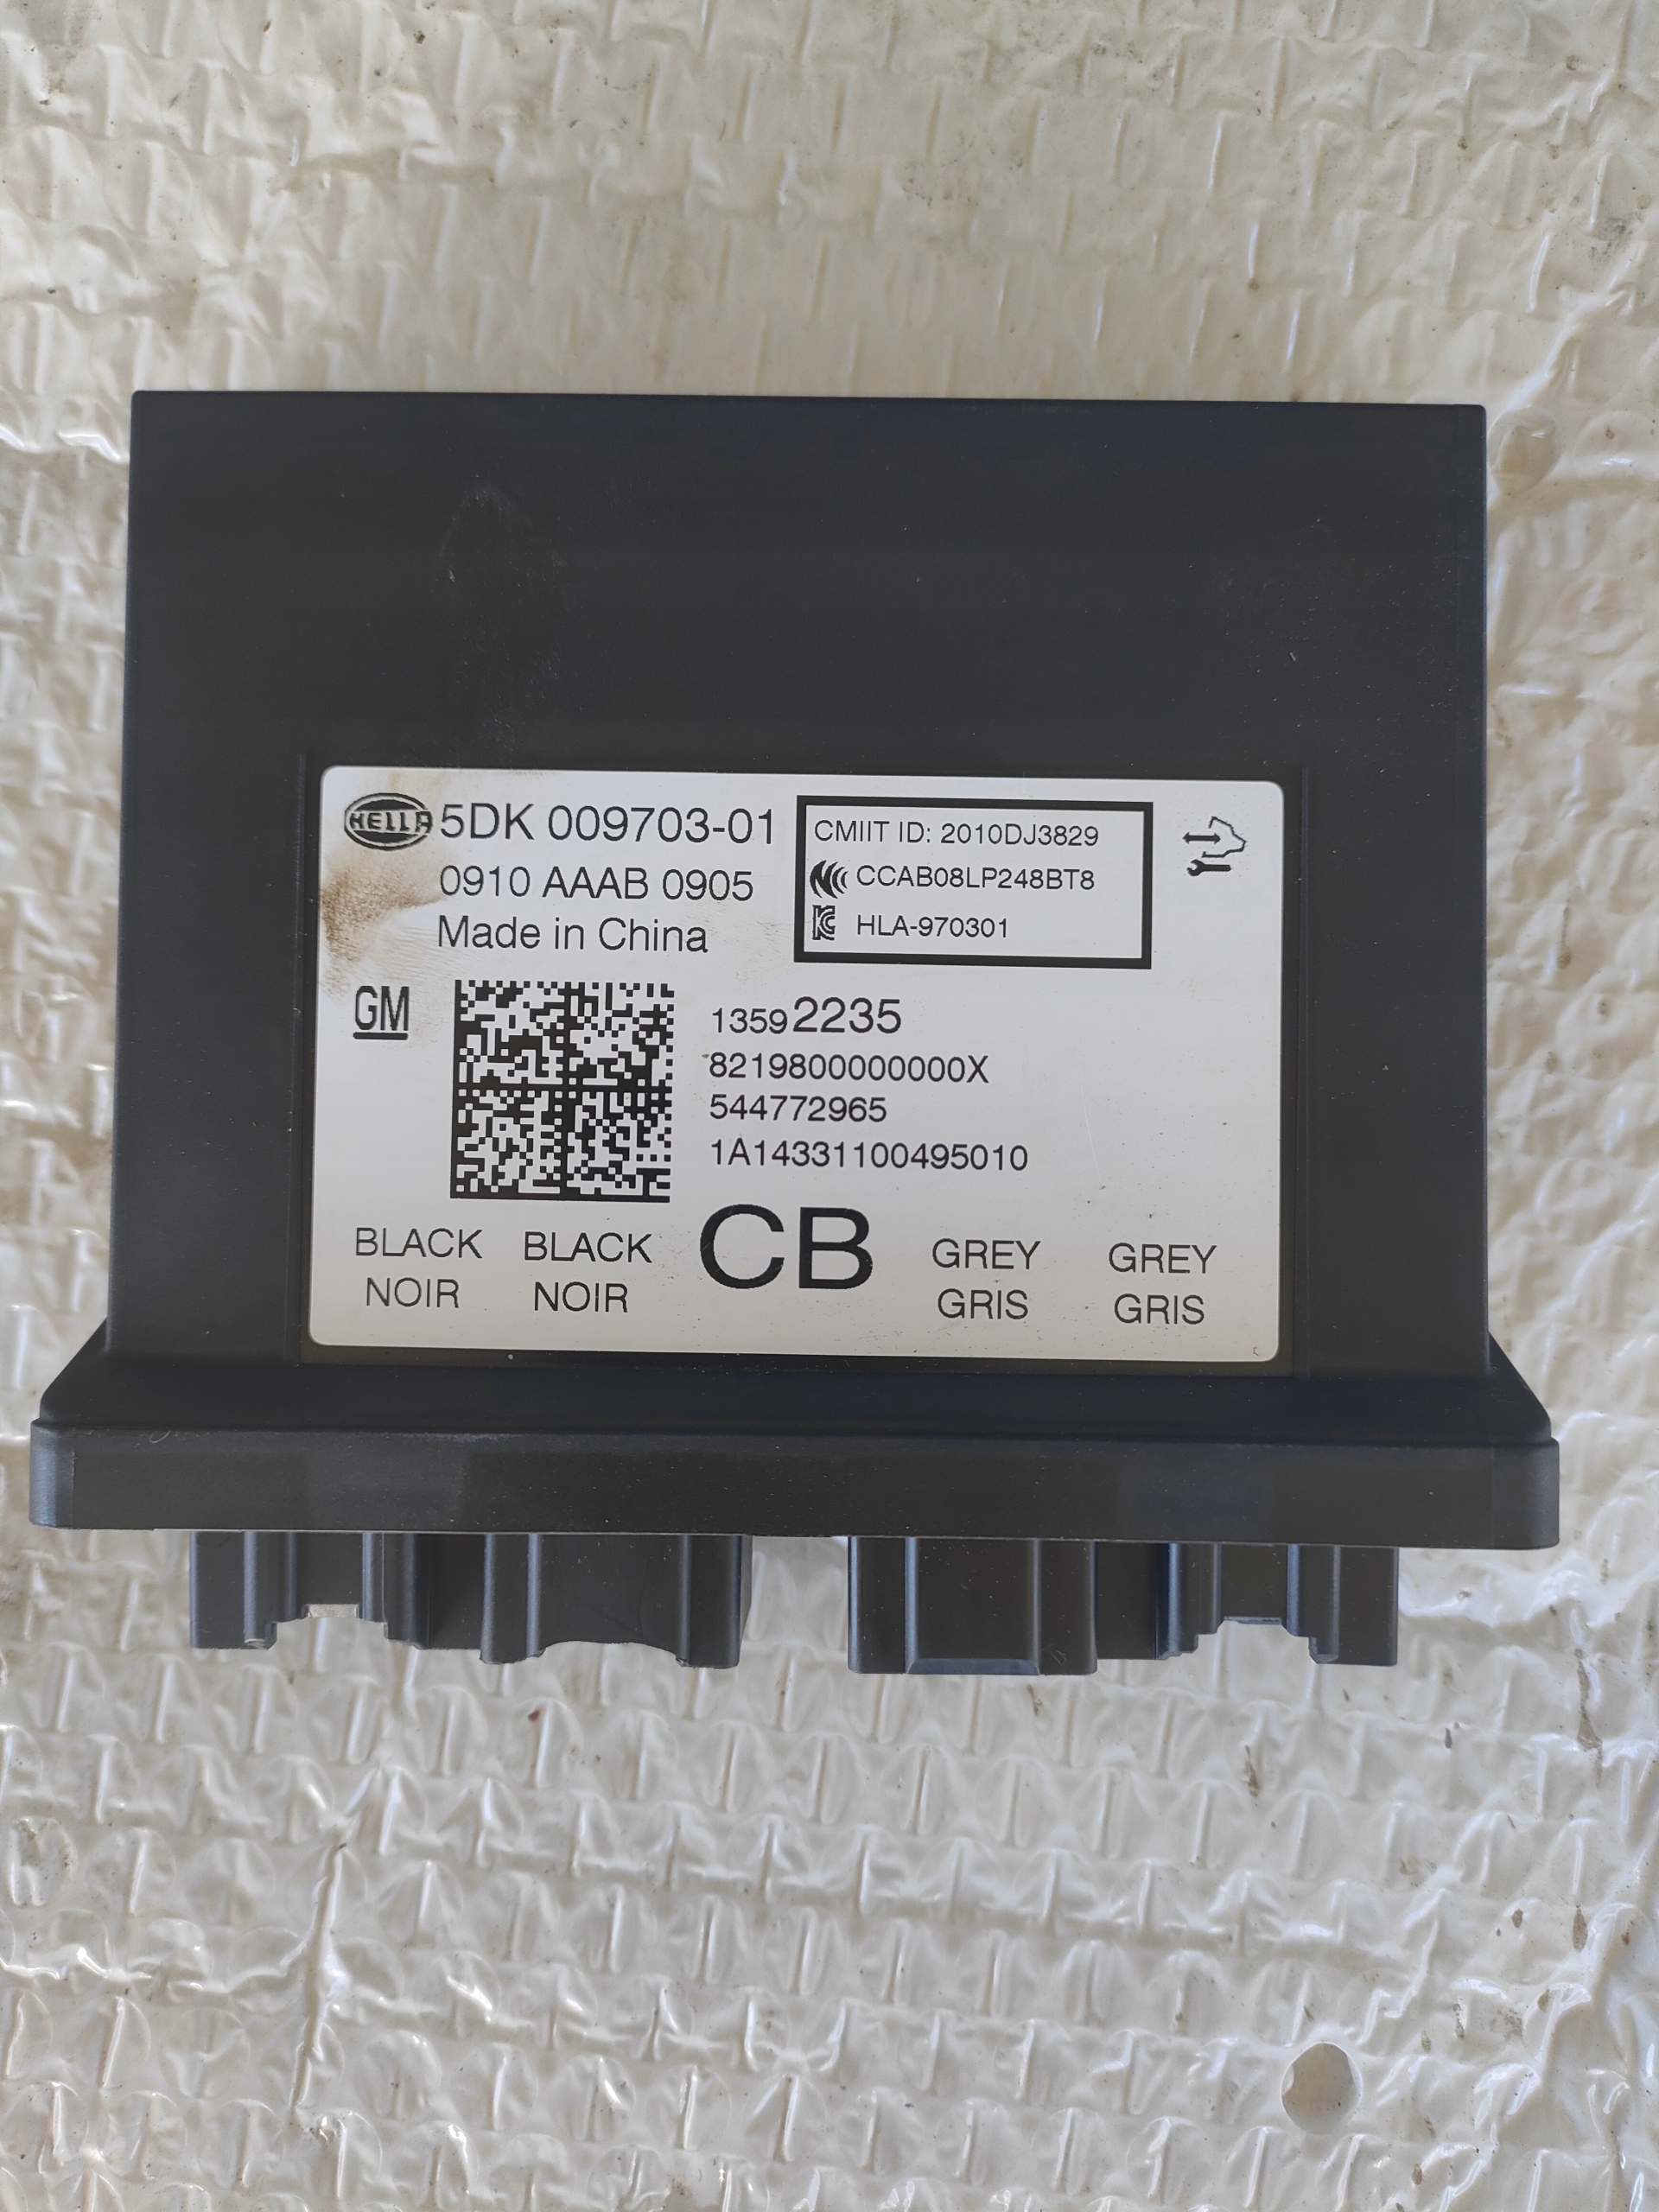 HELLA 5DK 009703-01
0910 AAAB 0905
Made in China
CMIIT ID: 2010DJ3829
CCAB08LP248BT8
HLA-970301
GM
13592235
8219800000000X
544772965
1A14331100495010
BLACK BLACK CB GREY GREY
NOIR NOIR GRIS GRIS